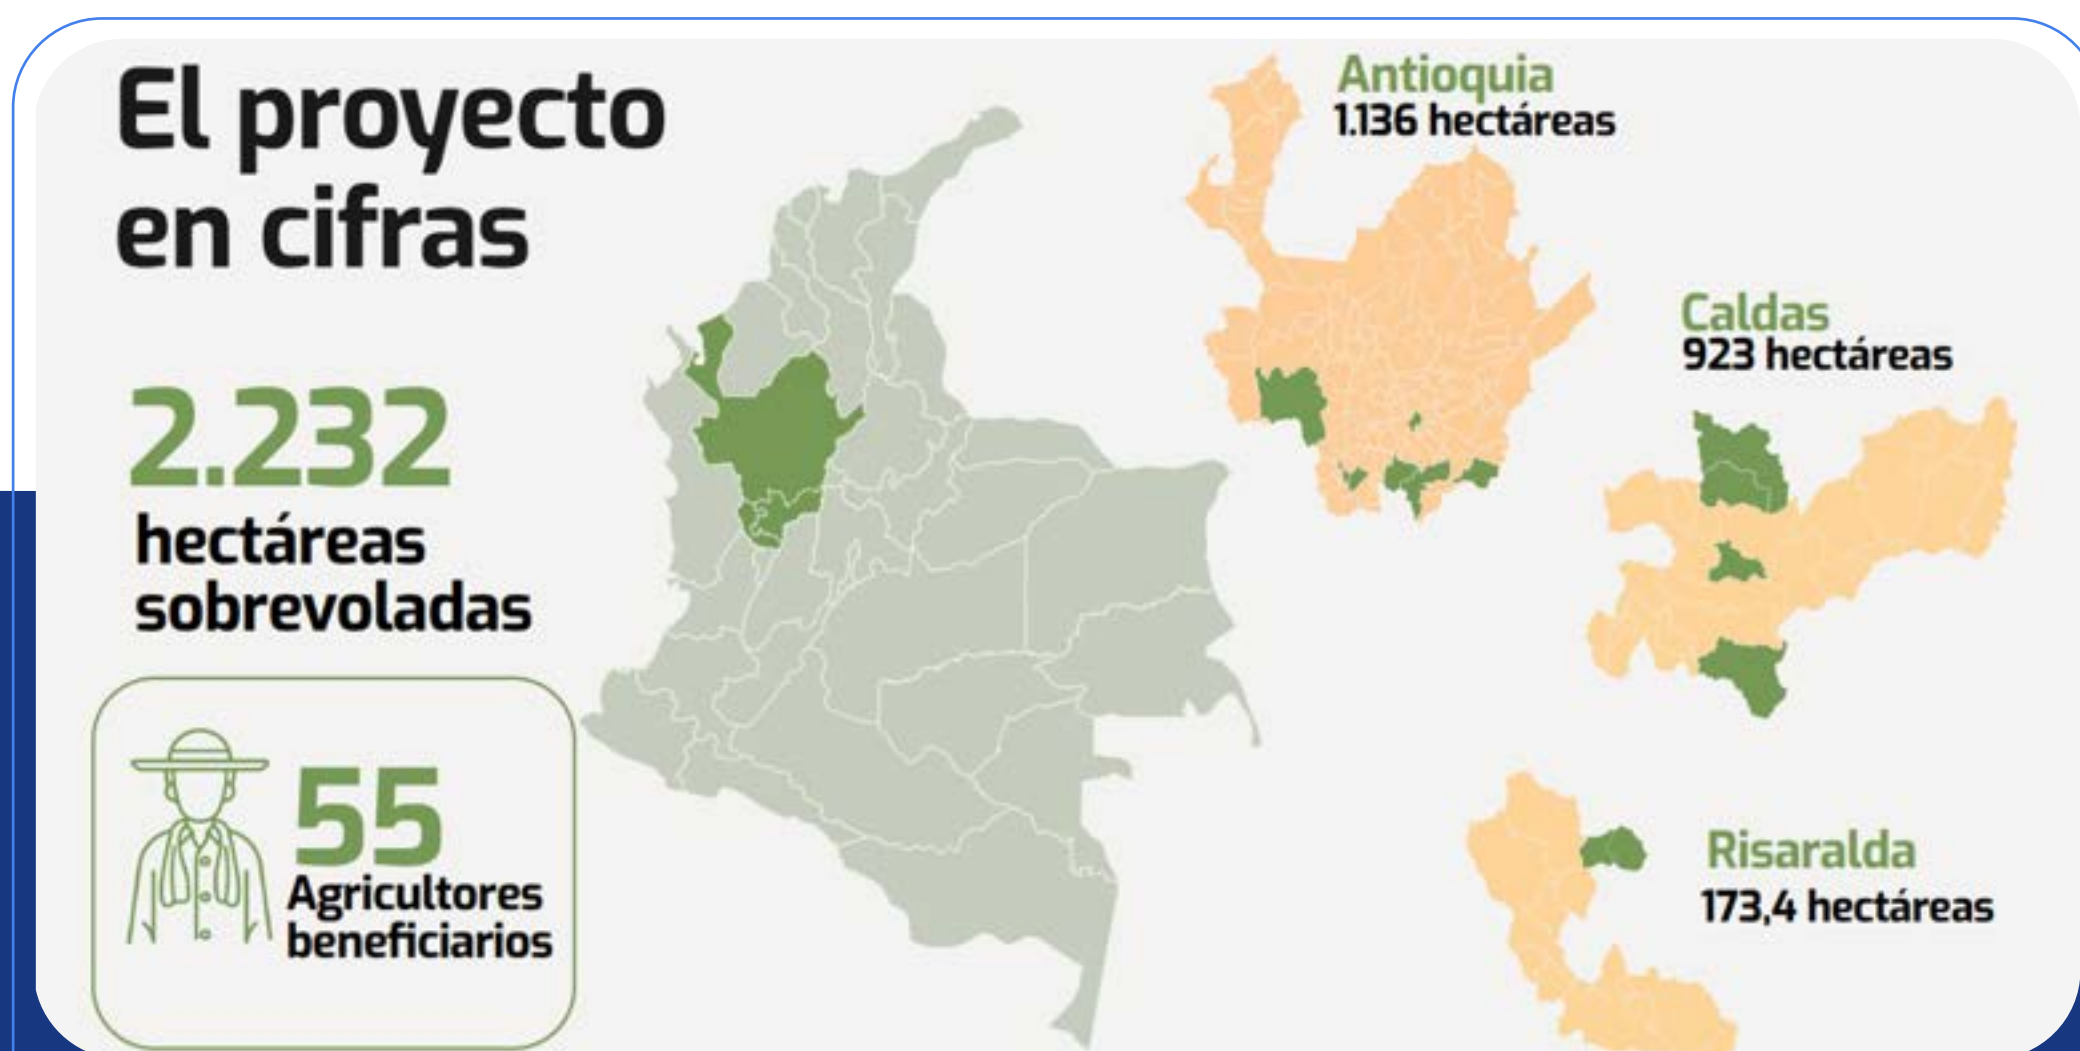 El proyecto
en cifras
2.232
hectáreas
sobrevoladas
55
Agricultores
beneficiarios
Antioquia
1.136 hectáreas
Caldas
923 hectáreas
Risaralda
173,4 hectáreas